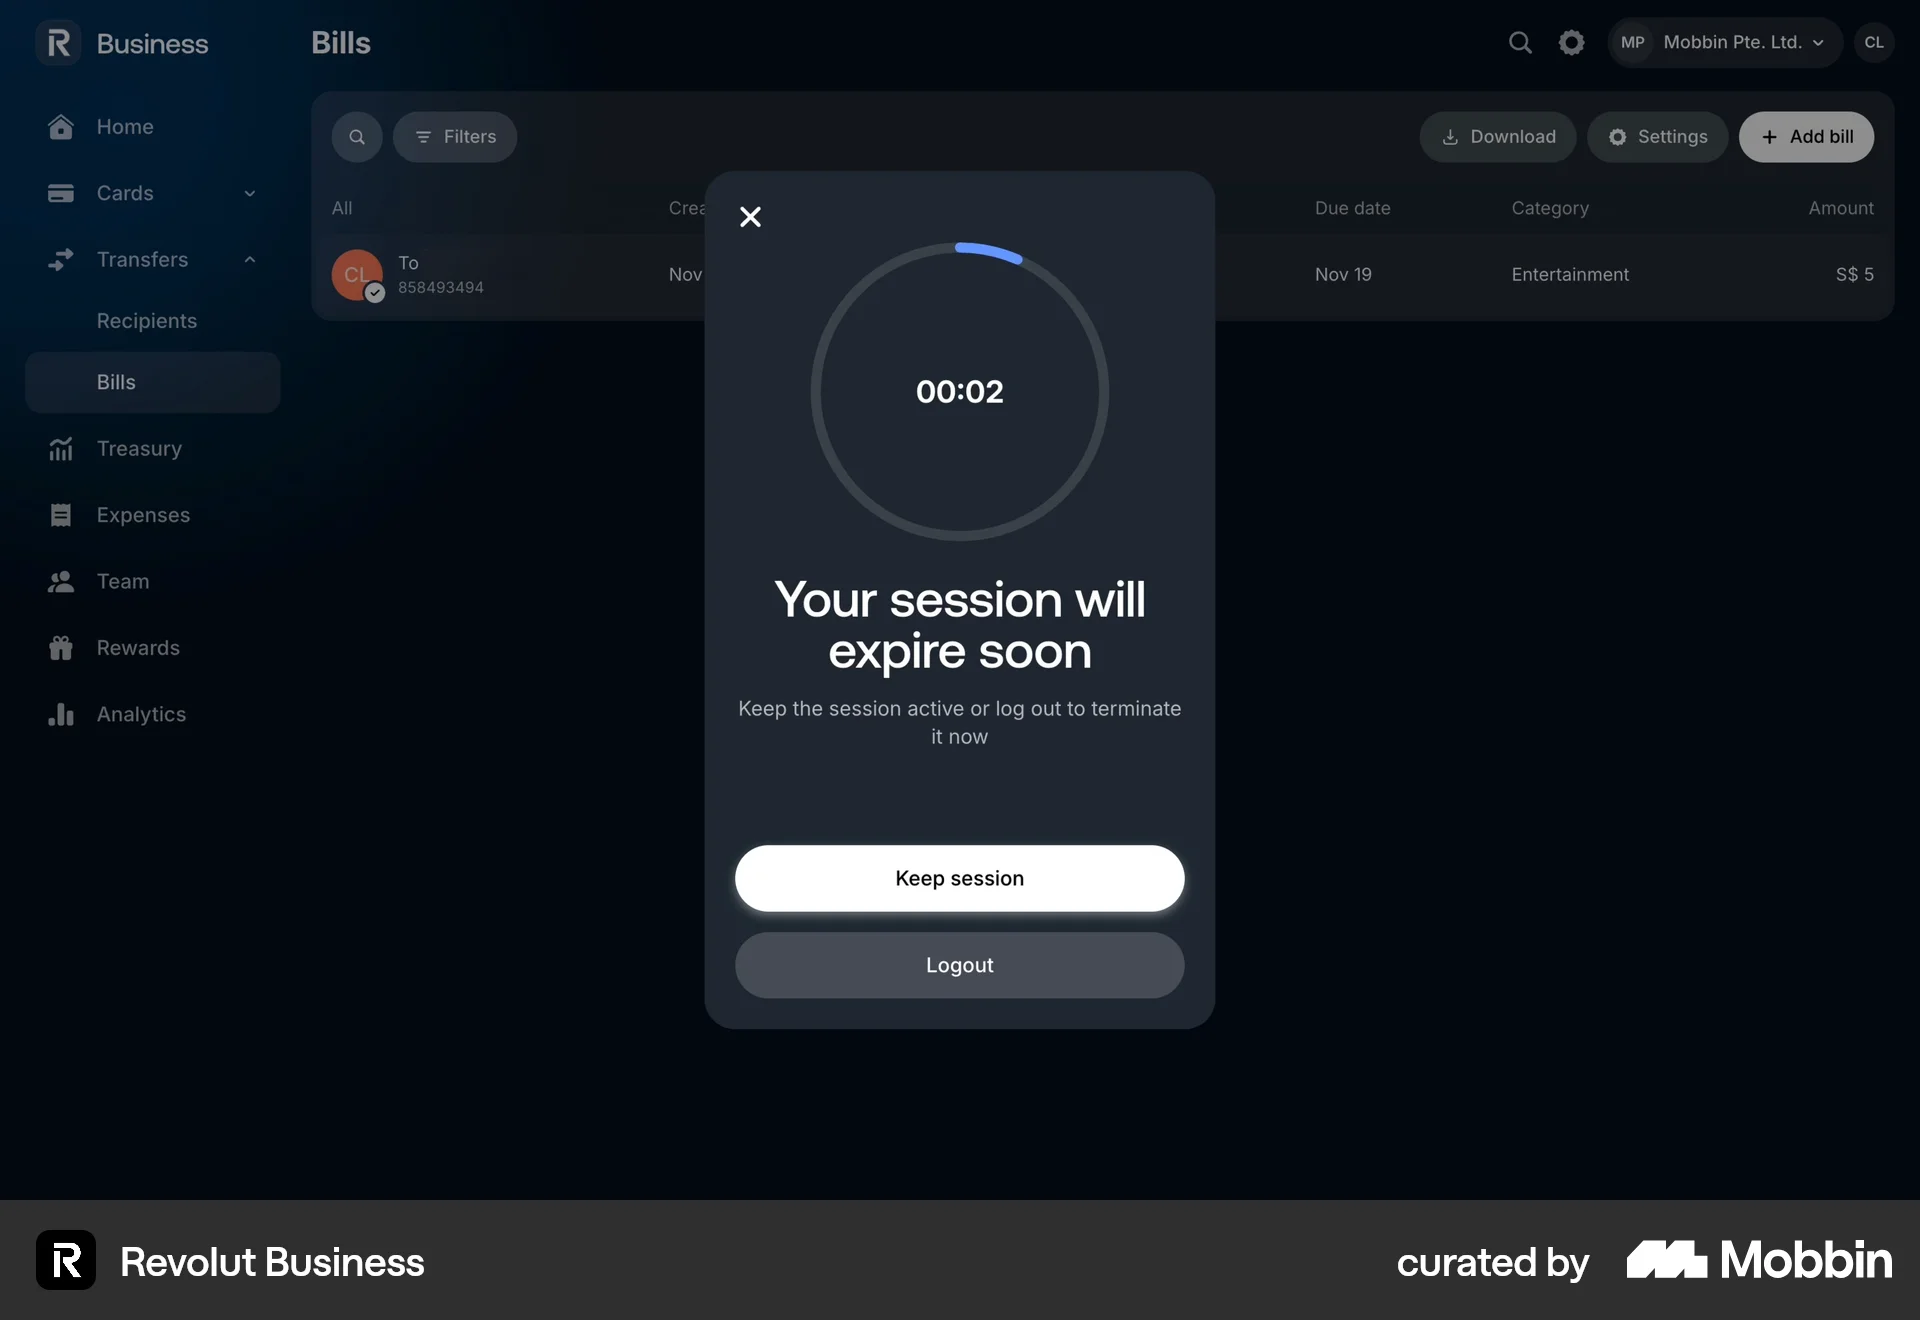 Business
Bills
MP Mobbin Pte. Ltd.
CL
Home
Cards
Transfers
Recipients
Bills
Treasury
Expenses
Team
Rewards
Analytics
Filters
Download
Settings
Add bill
All
Due date
Category
Amount
CL
To
858493494
Nov
Nov 19
Entertainment
S$ 5
00:02
Your session will
expire soon
Keep the session active or log out to terminate
it now
Keep session
Logout
R Revolut Business
curated by Mobbin